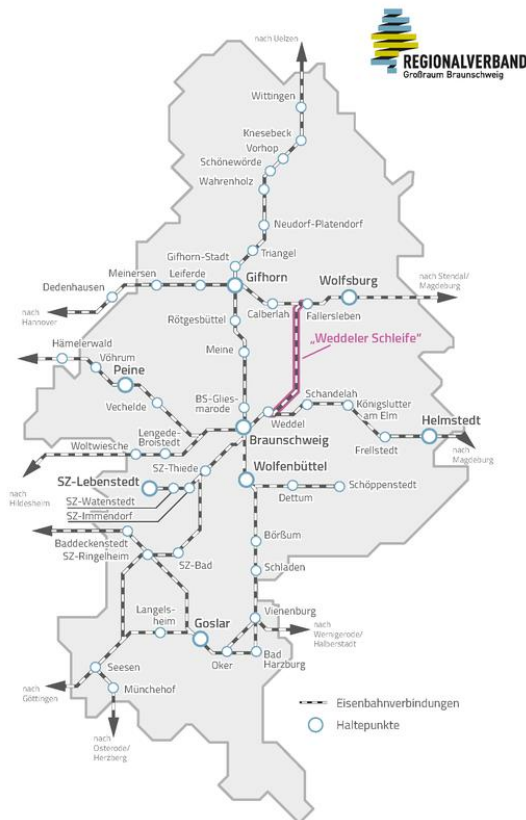 REGIONALVERBAND
Großraum Braunschweig
nach Uelzen
Wittingen
Knesebeck
Vorhop
Schönewörde
Wahrenholz
Neudorf-Platendorf
Gifhorn-Stadt
Triangel
Meinersen
Leiferde
Gifhorn
Wolfsburg
nach Stendal/
Magdeburg
Dedenhausen
nach
Hannover
Calberlah
Fallersleben
Rötgesbüttel
„Weddeler Schleife“
Hämelerwald
Vöhrum
Meine
Peine
Vechelde
BS-Glies-
marode
Schandelah
Königslutter
am Elm
Weddel
Helmstedt
Lengede-
Broistedt
Woltwiesche
Braunschweig
Frellstedt
nach
Magdeburg
nach
Hildesheim
SZ-Thiede
Wolfenbüttel
SZ-Lebenstedt
Schöppenstedt
Dettum
SZ-Watenstedt
SZ-Immendorf
Baddeckenstedt
SZ-Ringelheim
SZ-Bad
Börßum
Schladen
Langels-
heim
Goslar
Vienenburg
nach
Wernigerode/
Halberstadt
Oker
Bad
Harzburg
Seesen
nach
Göttingen
Münchehof
nach
Osterode/
Herzberg
Eisenbahnverbindungen
Haltepunkte